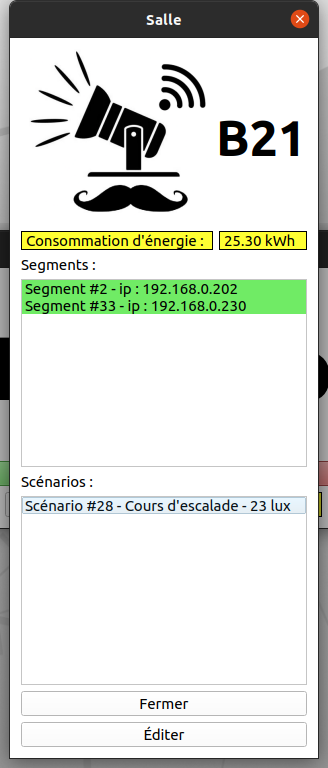 Salle
B21
Consommation d'énergie : 25.30 kWh
Segments :
Segment #2 - ip : 192.168.0.202
Segment #33 - ip : 192.168.0.230
Scénarios :
Scénario #28 - Cours d'escalade - 23 lux
Fermer
Éditer